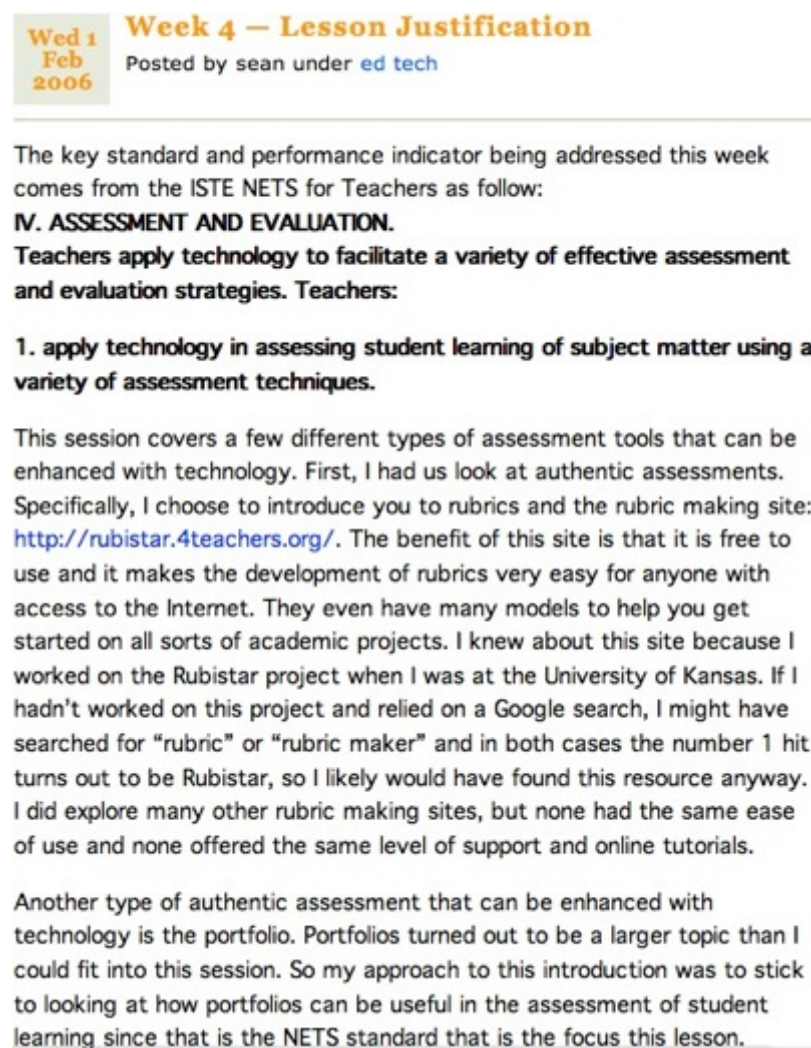 Wed 1
Feb
2006
Week 4 — Lesson Justification
Posted by sean under ed tech
The key standard and performance indicator being addressed this week
comes from the ISTE NETS for Teachers as follow:
IV. ASSESSMENT AND EVALUATION.
Teachers apply technology to facilitate a variety of effective assessment
and evaluation strategies. Teachers:
1. apply technology in assessing student learning of subject matter using a
variety of assessment techniques.
This session covers a few different types of assessment tools that can be
enhanced with technology. First, I had us look at authentic assessments.
Specifically, I choose to introduce you to rubrics and the rubric making site:
http://rubistar.4teachers.org/. The benefit of this site is that it is free to
use and it makes the development of rubrics very easy for anyone with
access to the Internet. They even have many models to help you get
started on all sorts of academic projects. I knew about this site because I
worked on the Rubistar project when I was at the University of Kansas. If I
hadn't worked on this project and relied on a Google search, I might have
searched for “rubric” or “rubric maker” and in both cases the number 1 hit
turns out to be Rubistar, so I likely would have found this resource anyway.
I did explore many other rubric making sites, but none had the same ease
of use and none offered the same level of support and online tutorials.
Another type of authentic assessment that can be enhanced with
technology is the portfolio. Portfolios turned out to be a larger topic than I
could fit into this session. So my approach to this introduction was to stick
to looking at how portfolios can be useful in the assessment of student
learning since that is the NETS standard that is the focus this lesson.